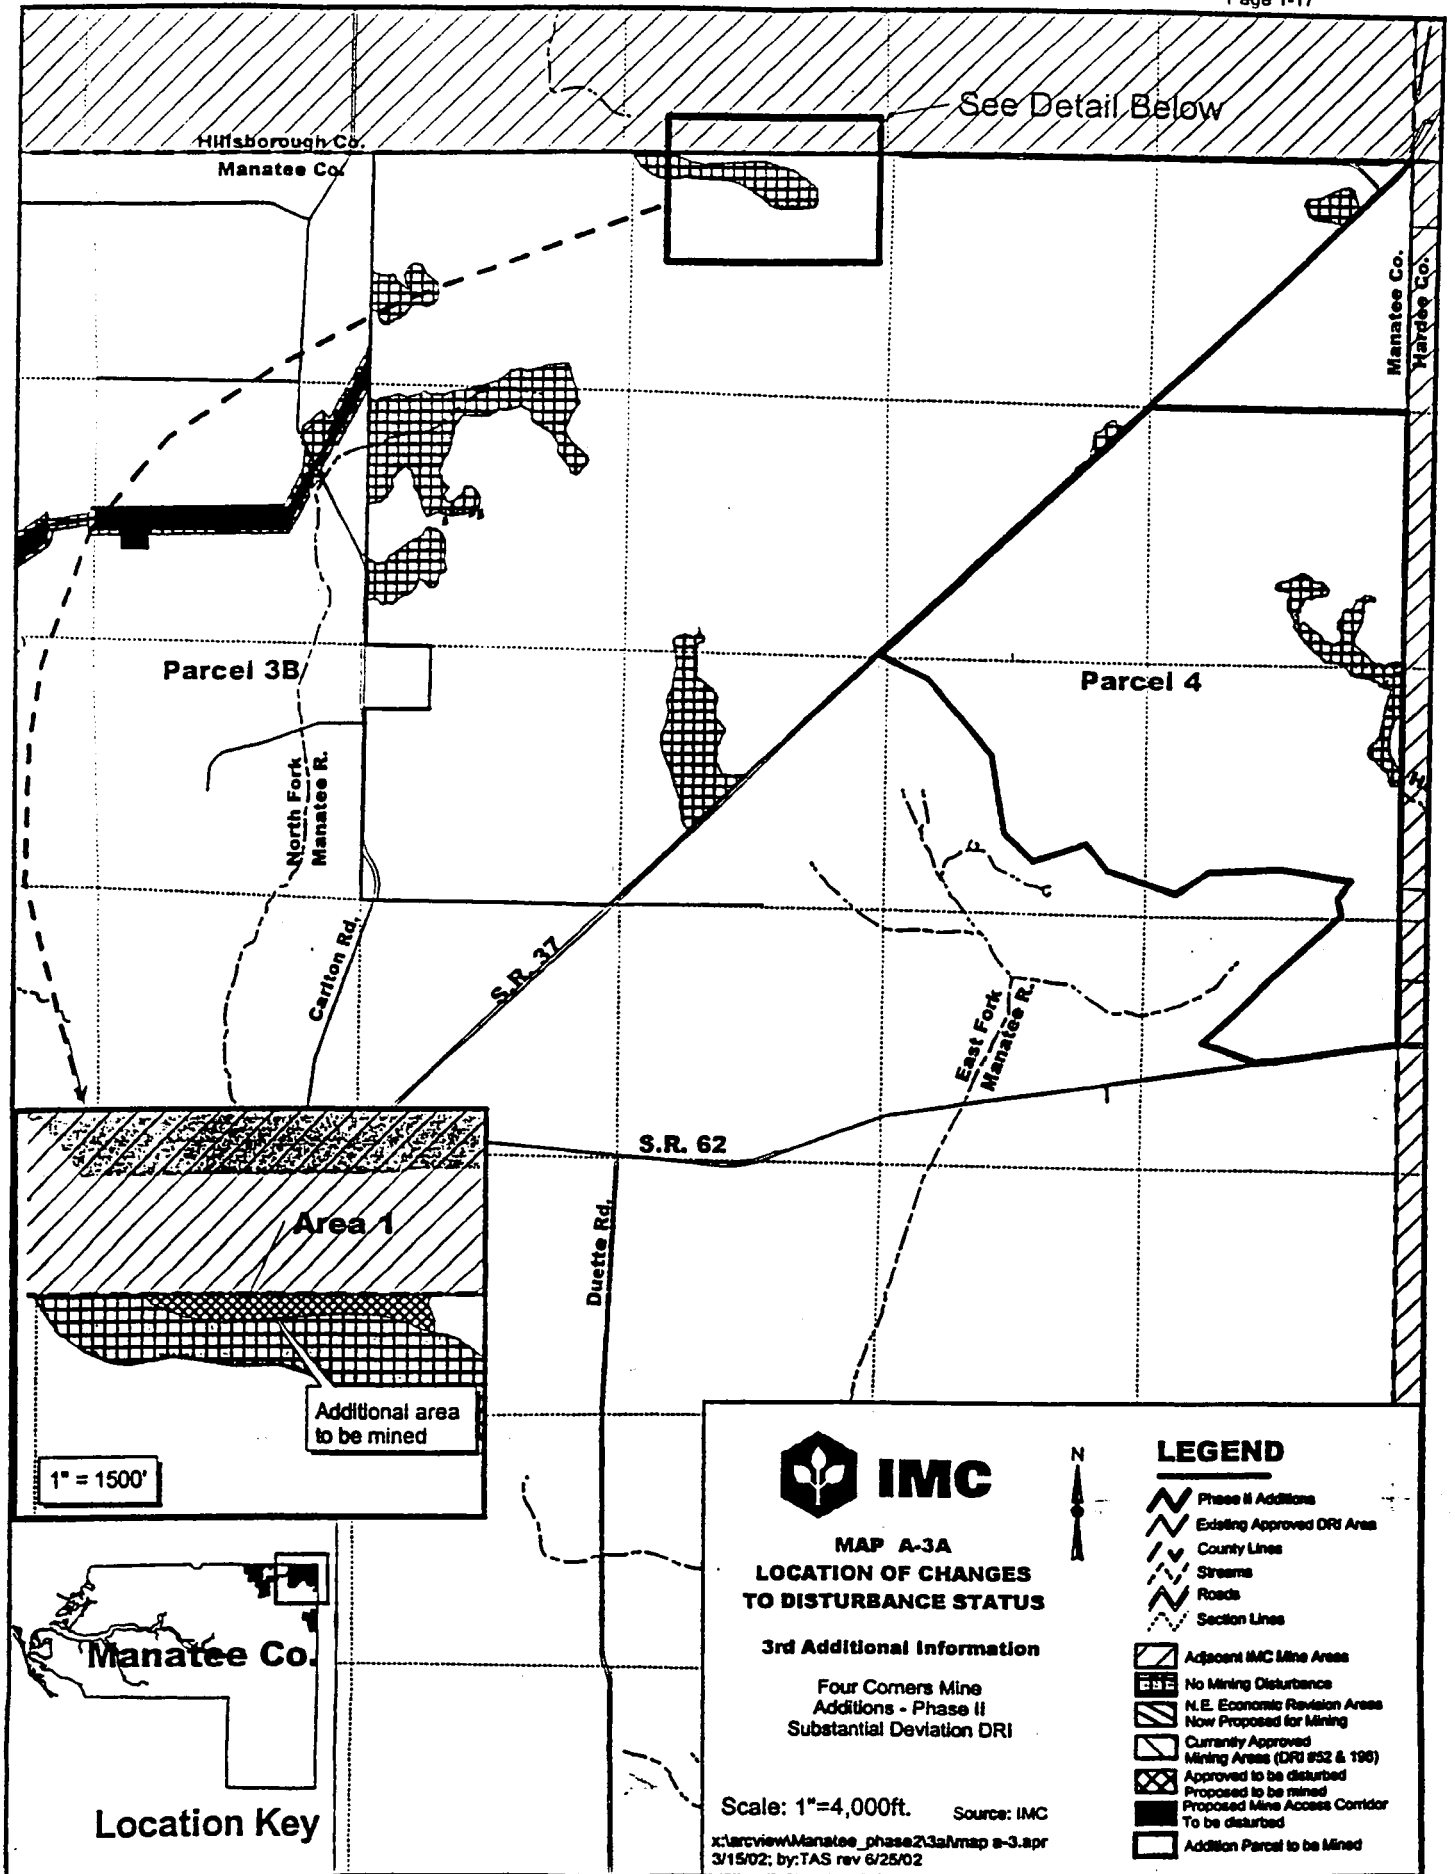 Page 1-17
See Detail Below
Hillsborough Co.
Manatee Co.
Manatee Co.
Hardee Co.
Parcel 3B
Parcel 4
North Fork
Manatee R.
Carlton Rd.
S.R. 37
East Fork
Manatee R.
S.R. 62
Duette Rd.
Area 1
Additional area
to be mined
1" = 1500'
Manatee Co.
Location Key
IMC
MAP A-3A
LOCATION OF CHANGES
TO DISTURBANCE STATUS
3rd Additional Information
Four Corners Mine
Additions - Phase II
Substantial Deviation DRI
Scale: 1"=4,000ft.
Source: IMC
x:\arcview\Manatee_phase2\3ai\map a-3.apr
3/15/02; by:TAS rev 6/25/02
N
LEGEND
Phase II Additions
Existing Approved DRI Area
County Lines
Streams
Roads
Section Lines
Adjacent IMC Mine Areas
No Mining Disturbance
N.E. Economic Revision Areas
Now Proposed for Mining
Currently Approved
Mining Areas (DRI #52 & 198)
Approved to be disturbed
Proposed to be mined
Proposed Mine Access Corridor
To be disturbed
Addition Parcel to be Mined